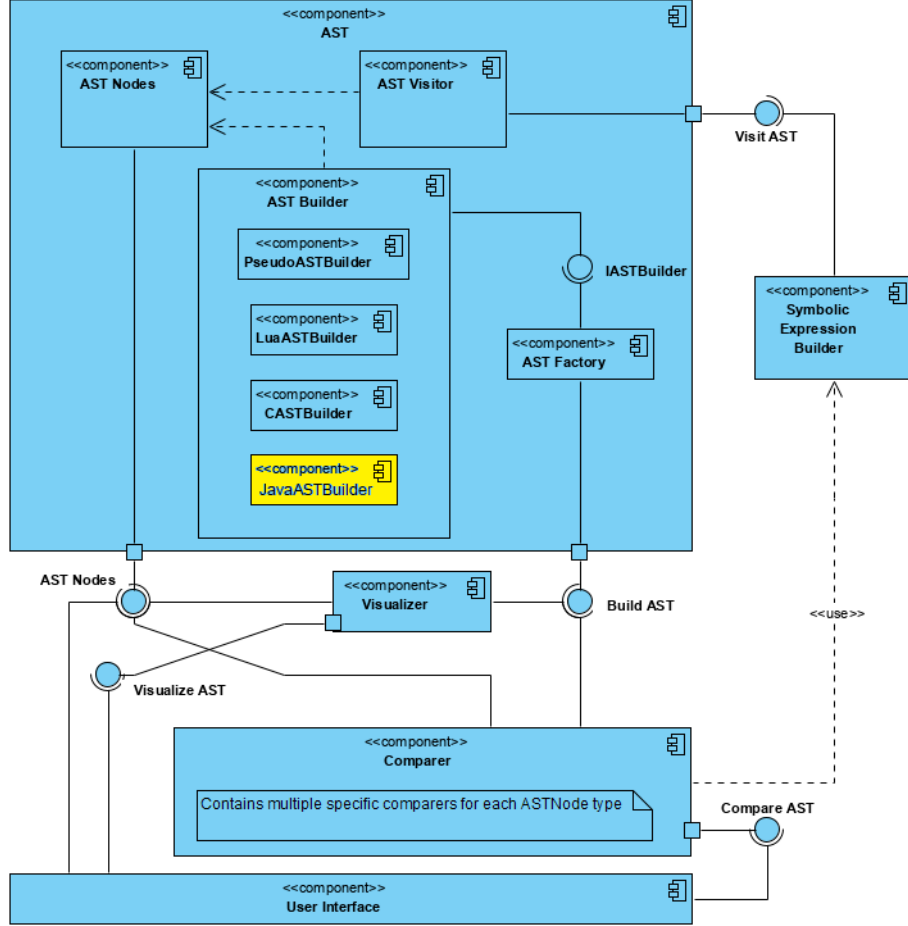 <<component>>
AST
<<component>>
AST Nodes
<<component>>
AST Visitor
Visit AST
<<component>>
AST Builder
<<component>>
PseudoASTBuilder
IASTBuilder
<<component>>
Symbolic
Expression
Builder
<<component>>
LuaASTBuilder
<<component>>
AST Factory
<<component>>
CASTBuilder
<<component>>
JavaASTBuilder
AST Nodes
<<component>>
Visualizer
Build AST
<<use>>
Visualize AST
<<component>>
Comparer
Contains multiple specific comparers for each ASTNode type
Compare AST
<<component>>
User Interface